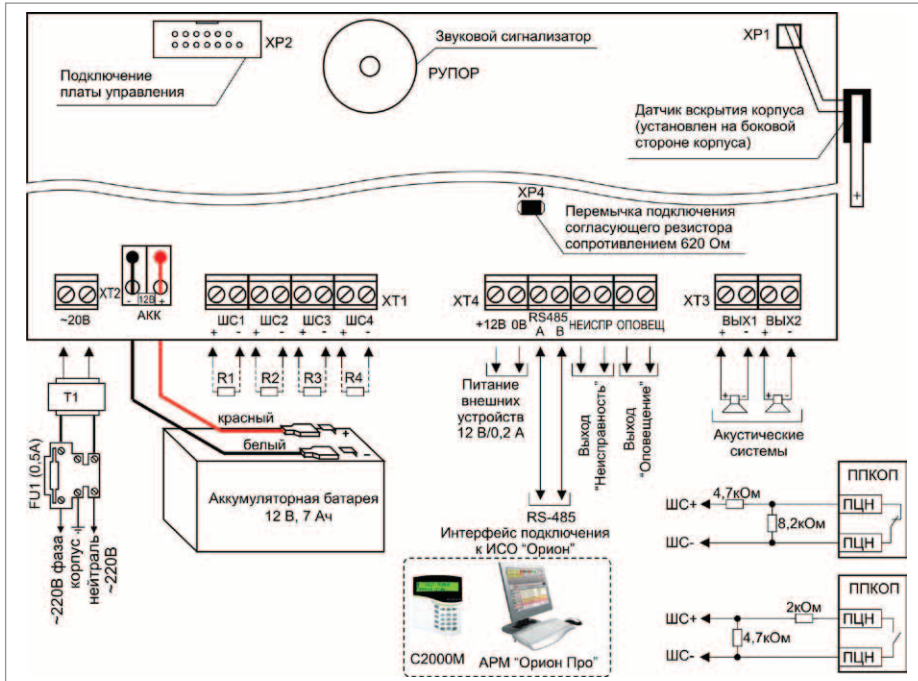 XP2
Подключение
платы управления
Звуковой сигнализатор
РУПОР
XP1
Датчик вскрытия корпуса
(установлен на боковой
стороне корпуса)
+
XP4
Перемычка подключения
согласующего резистора
сопротивлением 620 Ом
~20В
XT2
- 12В +
АКК
ШС1 ШС2 ШС3 ШС4
+ - + - + - + -
XT1
XT4
+12В 0В RS485 НЕИСПР ОПОВЕЩ
A B
XT3
ВЫХ1 ВЫХ2
+ - + -
T1
R1 R2 R3 R4
красный
белый
+
-
Аккумуляторная батарея
12 В, 7 Ач
FU1 (0,5А)
~220В фаза
корпус
нейтраль
~220В
Питание
внешних
устройств
12 В/0,2 А
Выход
"Неисправность"
Выход
"Оповещение"
+ - + -
Акустические
системы
RS-485
Интерфейс подключения
к ИСО "Орион"
С2000М
АРМ "Орион Про"
ППКОП
ШС+
4,7кОм
ПЦН
8,2кОм
ШС-
ПЦН
ППКОП
ШС+
2кОм
ПЦН
4,7кОм
ШС-
ПЦН